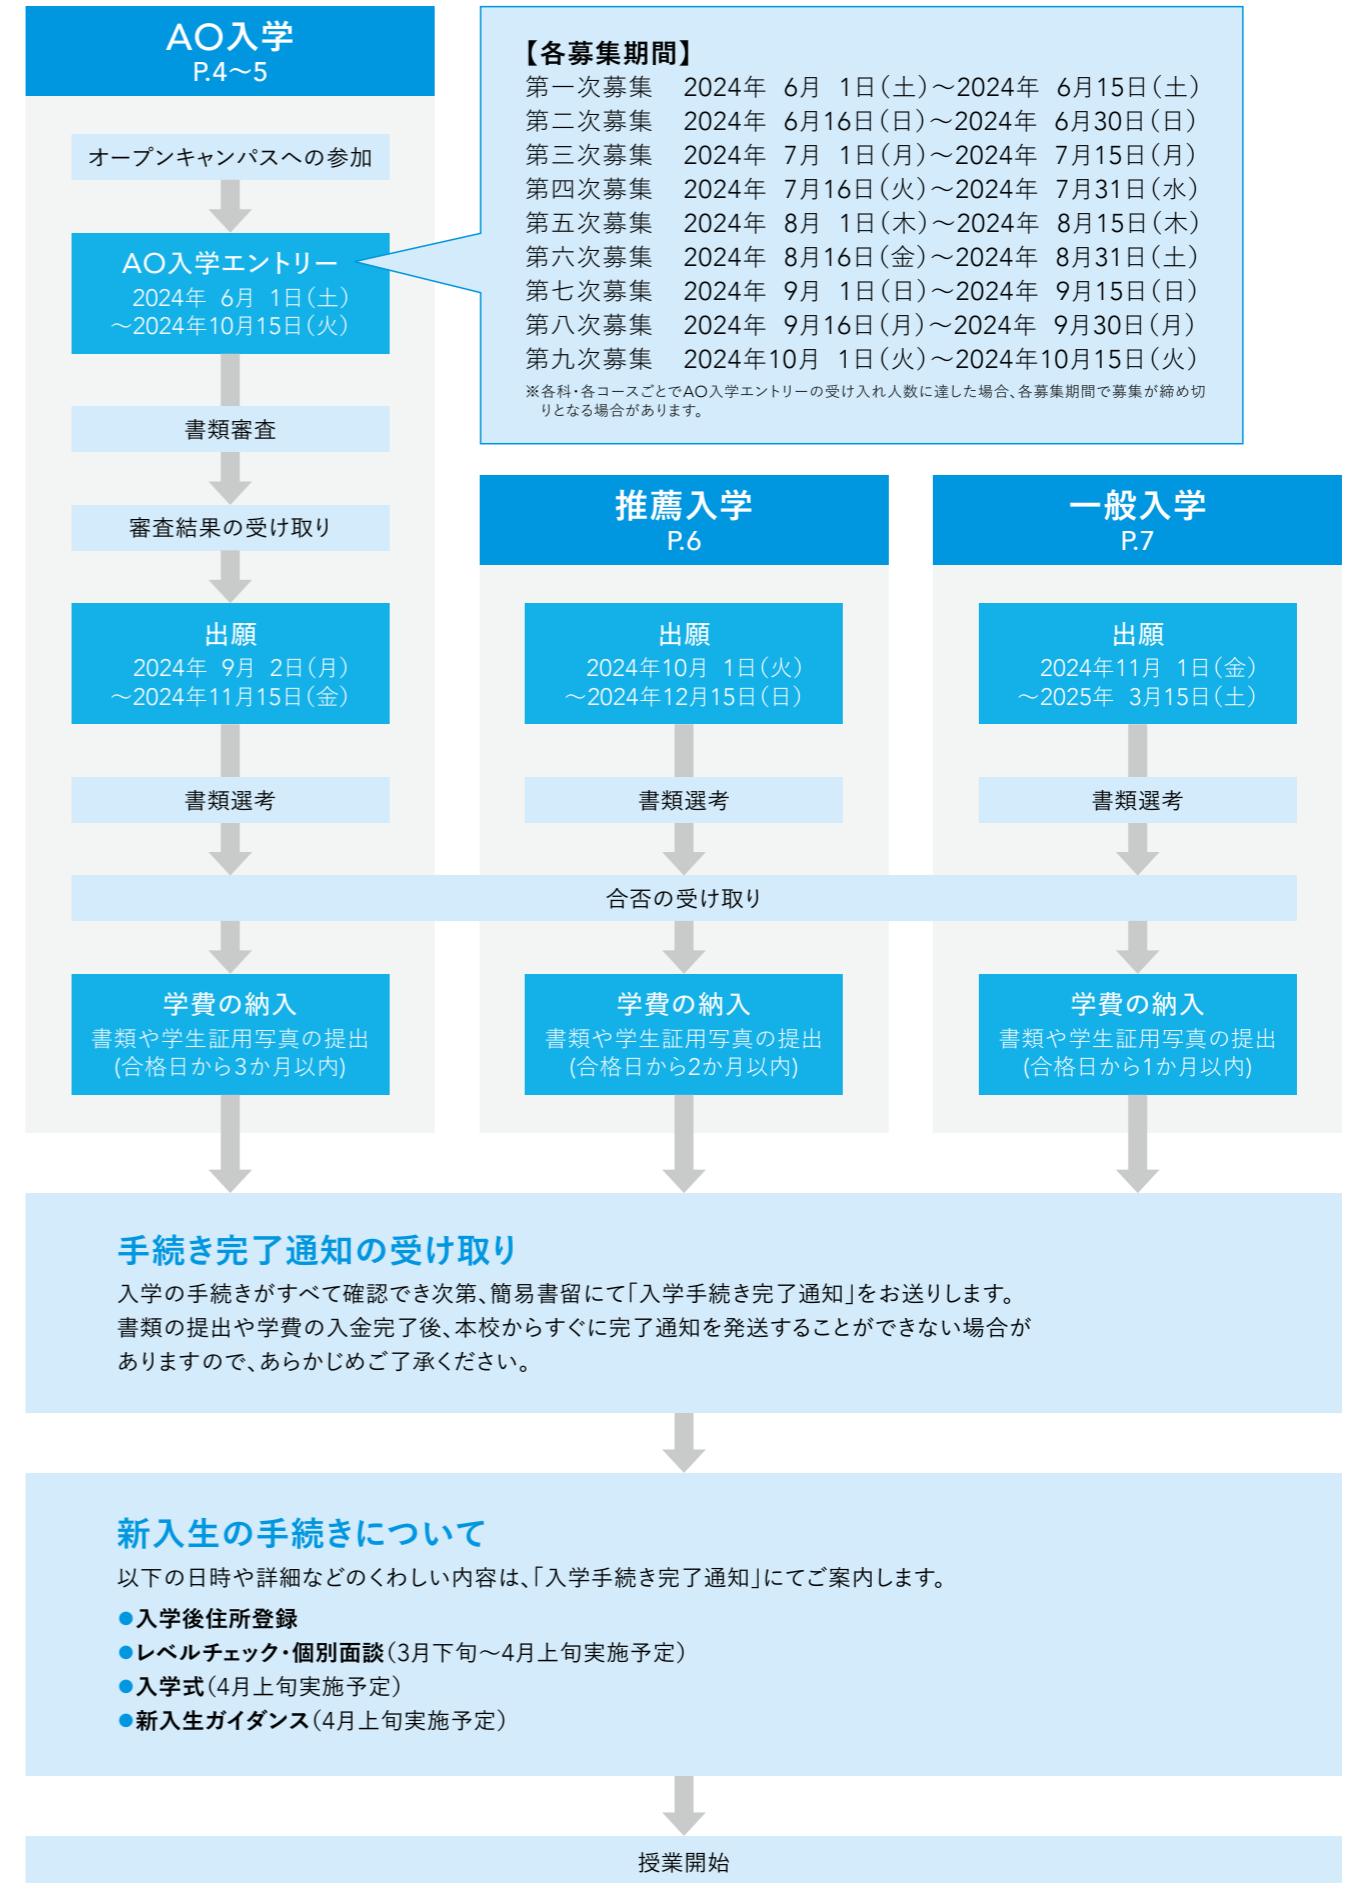 AO入学
P.4〜5
オープンキャンパスへの参加
AO入学エントリー
2024年 6月 1日(土)
〜2024年10月15日(火)
【各募集期間】
第一次募集 2024年 6月 1日(土)〜2024年 6月15日(土)
第二次募集 2024年 6月16日(日)〜2024年 6月30日(日)
第三次募集 2024年 7月 1日(月)〜2024年 7月15日(月)
第四次募集 2024年 7月16日(火)〜2024年 7月31日(水)
第五次募集 2024年 8月 1日(木)〜2024年 8月15日(木)
第六次募集 2024年 8月16日(金)〜2024年 8月31日(土)
第七次募集 2024年 9月 1日(日)〜2024年 9月15日(日)
第八次募集 2024年 9月16日(月)〜2024年 9月30日(月)
第九次募集 2024年10月 1日(火)〜2024年10月15日(火)
※各科・各コースごとでAO入学エントリーの受け入れ人数に達した場合、各募集期間で募集が締め切
りとなる場合があります。
書類審査
審査結果の受け取り
出願
2024年 9月 2日(月)
〜2024年11月15日(金)
書類選考
推薦入学
P.6
出願
2024年10月 1日(火)
〜2024年12月15日(日)
書類選考
一般入学
P.7
出願
2024年11月 1日(金)
〜2025年 3月15日(土)
書類選考
合否の受け取り
学費の納入
書類や学生証用写真の提出
(合格日から3か月以内)
学費の納入
書類や学生証用写真の提出
(合格日から2か月以内)
学費の納入
書類や学生証用写真の提出
(合格日から1か月以内)
手続き完了通知の受け取り
入学の手続きがすべて確認でき次第、簡易書留にて「入学手続き完了通知」をお送りします。
書類の提出や学費の入金完了後、本校からすぐに完了通知を発送することができない場合が
ありますので、あらかじめご了承ください。
新入生の手続きについて
以下の日時や詳細などのくわしい内容は、「入学手続き完了通知」にてご案内します。
●入学後住所登録
●レベルチェック・個別面談(3月下旬〜4月上旬実施予定)
●入学式(4月上旬実施予定)
●新入生ガイダンス(4月上旬実施予定)
授業開始